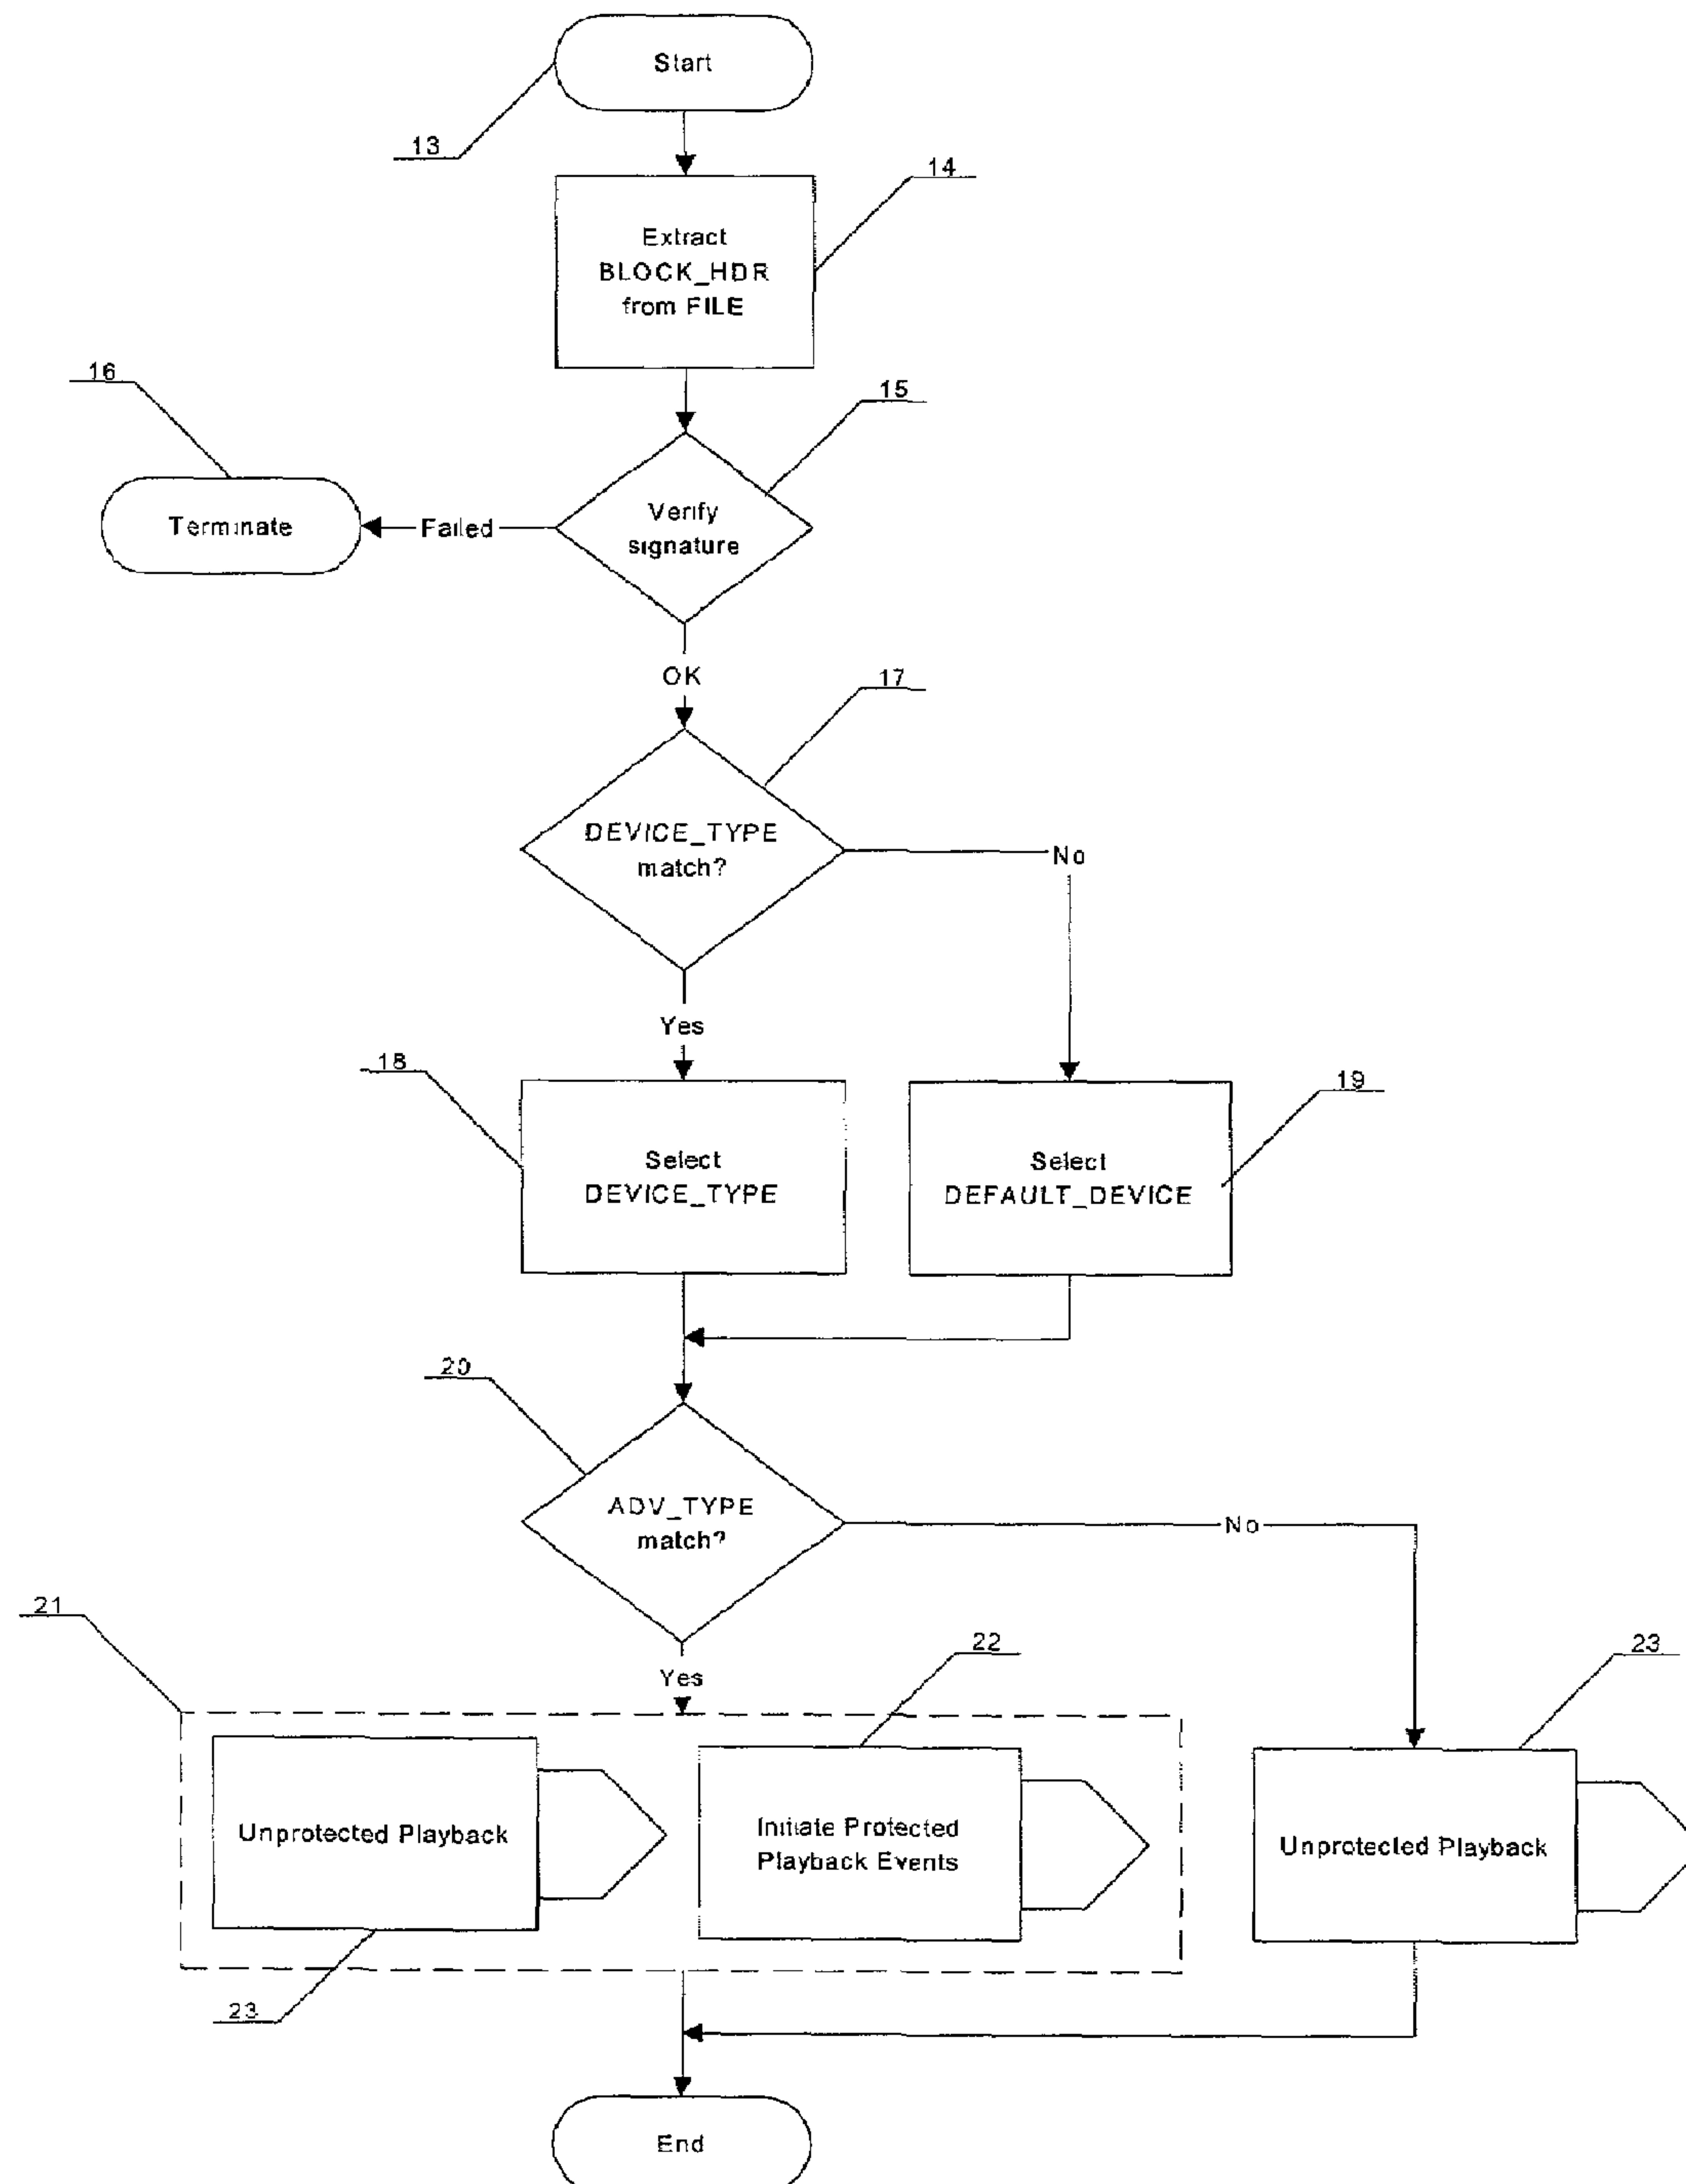 Start
13
14
Extract
BLOCK_HDR
from FILE
16
15
Terminate
Failed
Verify
signature
OK
17
DEVICE_TYPE
match?
No
Yes
18
19
Select
DEVICE_TYPE
Select
DEFAULT_DEVICE
20
ADV_TYPE
match?
No
21
22
23
Yes
Unprotected Playback
Initiate Protected
Playback Events
Unprotected Playback
23
End